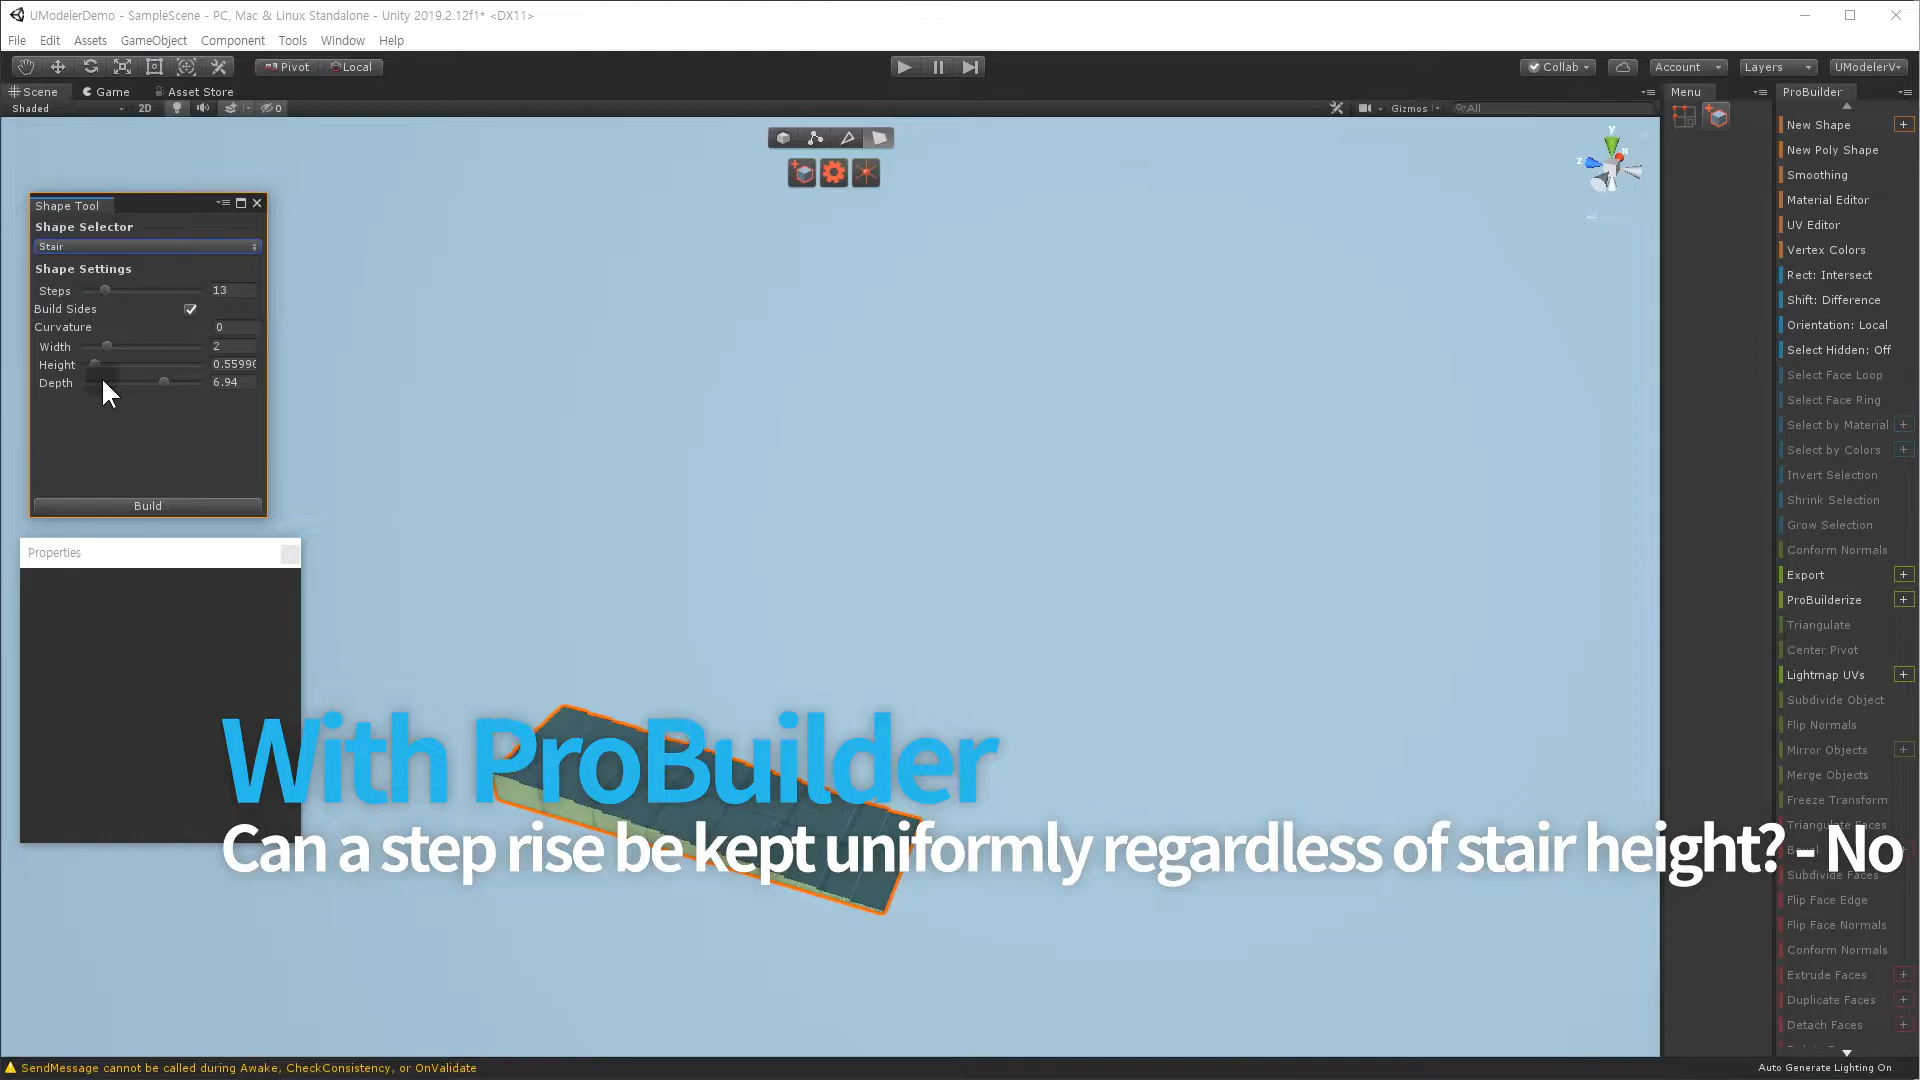 UModelerDemo - SampleScene - PC, Mac & Linux Standalone - Unity 2019.2.12f1* <DX11>
File Edit Assets GameObject Component Tools Window Help
Pivot Local
Collab Account Layers UModelerV
Scene Game Asset Store
Menu
ProBuilder
Shaded 2D 0 Gizmos All
y
x
z
Shape Tool
Shape Selector
Stair
Shape Settings
Steps 13
Build Sides
Curvature 0
Width 2
Height 0.5599
Depth 6.94
Build
Properties
New Shape +
New Poly Shape
Smoothing
Material Editor
UV Editor
Vertex Colors
Rect: Intersect
Shift: Difference
Orientation: Local
Select Hidden: Off
Select Face Loop
Select Face Ring
Select by Material +
Select by Colors +
Invert Selection
Shrink Selection
Grow Selection
Conform Normals
Export +
ProBuilderize +
Triangulate
Center Pivot
Lightmap UVs +
Subdivide Object
Flip Normals
Mirror Objects +
Merge Objects
Freeze Transform
Triangulate Faces
Subdivide Faces
Flip Face Edge
Flip Face Normals
Conform Normals
Extrude Faces +
Duplicate Faces +
Detach Faces +
With ProBuilder
Can a step rise be kept uniformly regardless of stair height? - No
SendMessage cannot be called during Awake, CheckConsistency, or OnValidate
Auto Generate Lighting On